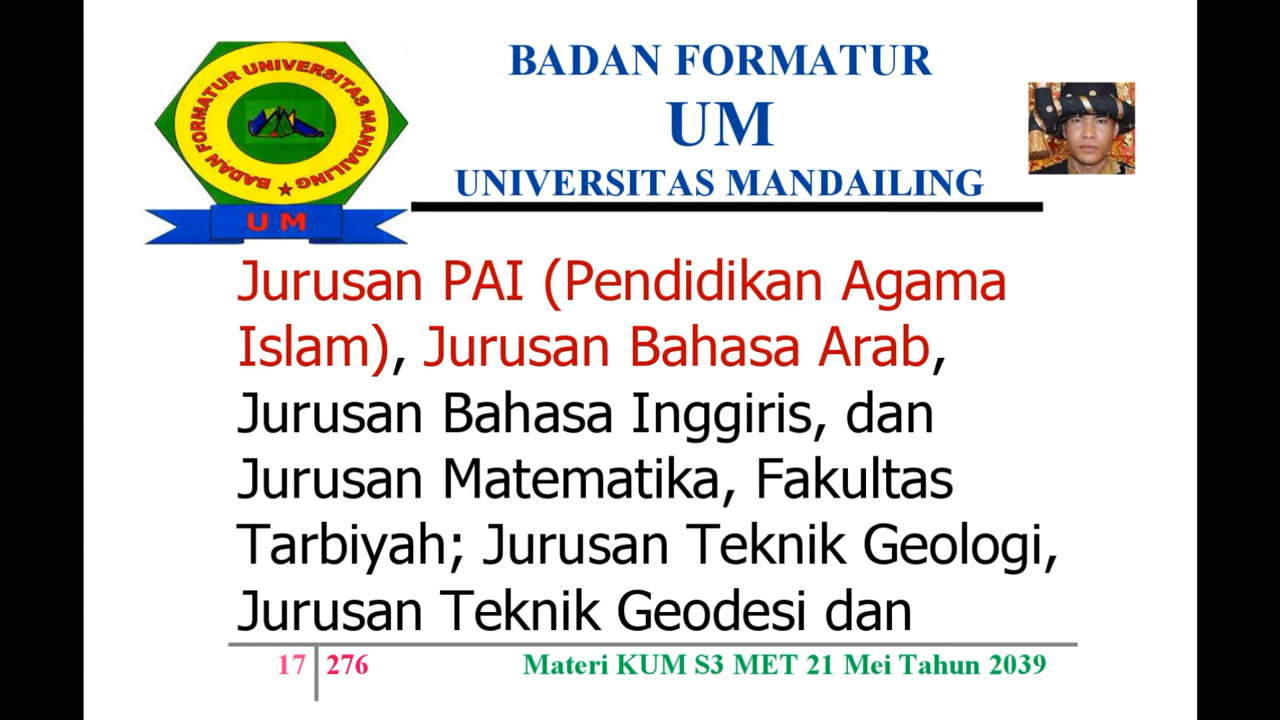 BADAN FORMATUR UNIVERSITAS MANDAILING
U M
BADAN FORMATUR
UM
UNIVERSITAS MANDAILING
Jurusan PAI (Pendidikan Agama
Islam), Jurusan Bahasa Arab,
Jurusan Bahasa Inggiris, dan
Jurusan Matematika, Fakultas
Tarbiyah; Jurusan Teknik Geologi,
Jurusan Teknik Geodesi dan
17 276 Materi KUM S3 MET 21 Mei Tahun 2039